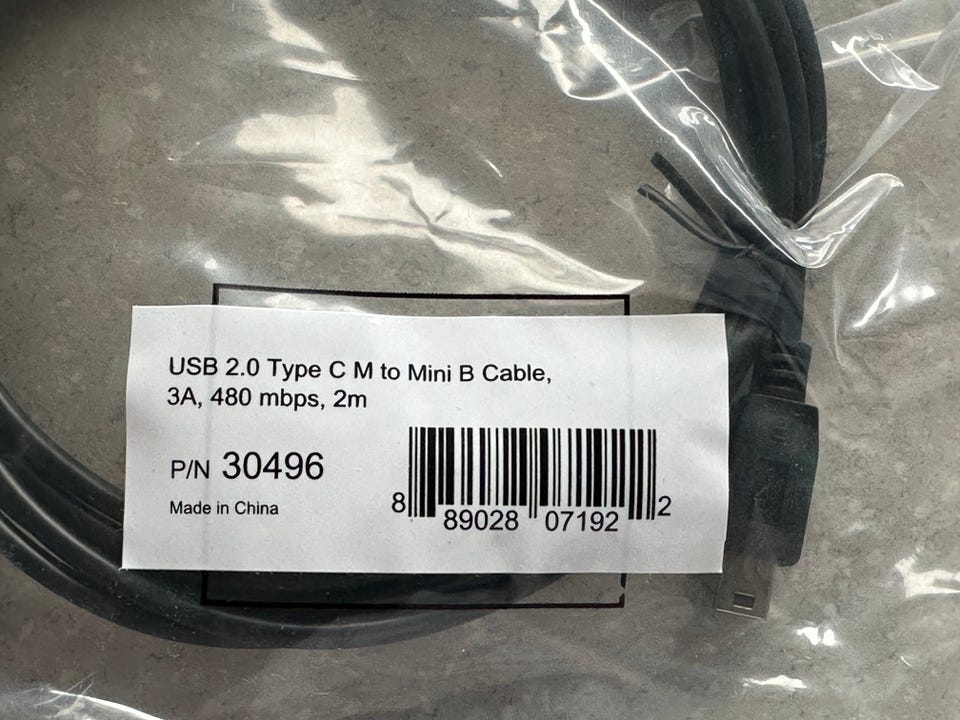 USB 2.0 Type C M to Mini B Cable,
3A, 480 mbps, 2m
P/N 30496
Made in China
8 89028 07192 2